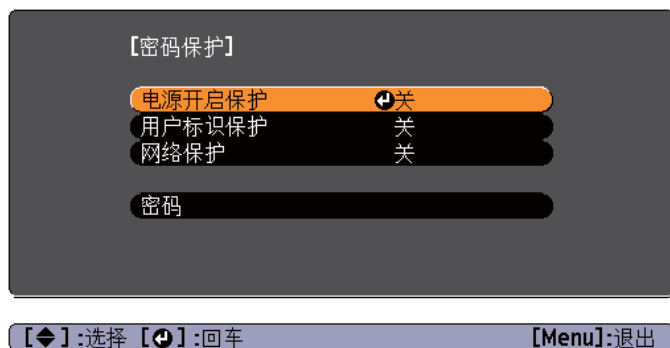 [密码保护]
电源开启保护 关
用户标识保护 关
网络保护 关
密码
[◆]:选择 [⏎]:回车 [Menu]:退出